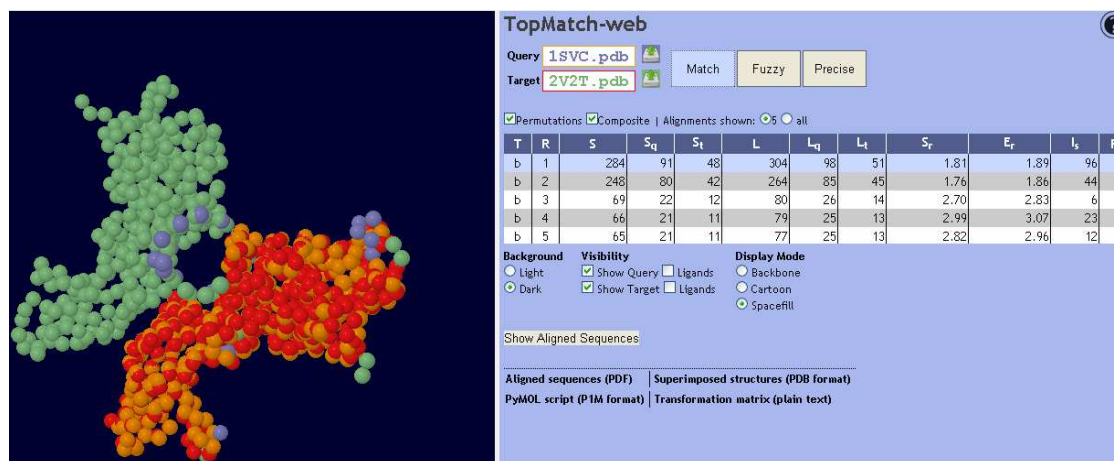 TopMatch-web
Query 1SVC.pdb
Target 2V2T.pdb
Match Fuzzy Precise
Permutations Composite | Alignments shown: 5 all
T R S Sq St L Lq Lt Sr Er Is
b 1 284 91 48 304 98 51 1.81 1.89 96
b 2 248 80 42 264 85 45 1.76 1.86 44
b 3 69 22 12 80 26 14 2.70 2.83 6
b 4 66 21 11 79 25 13 2.99 3.07 23
b 5 65 21 11 77 25 13 2.82 2.96 12
Background Visibility Display Mode
Light Show Query Ligands Backbone
Dark Show Target Ligands Cartoon
Spacefill
Show Aligned Sequences
Aligned sequences (PDF) Superimposed structures (PDB format)
PyMOL script (P1M format) Transformation matrix (plain text)